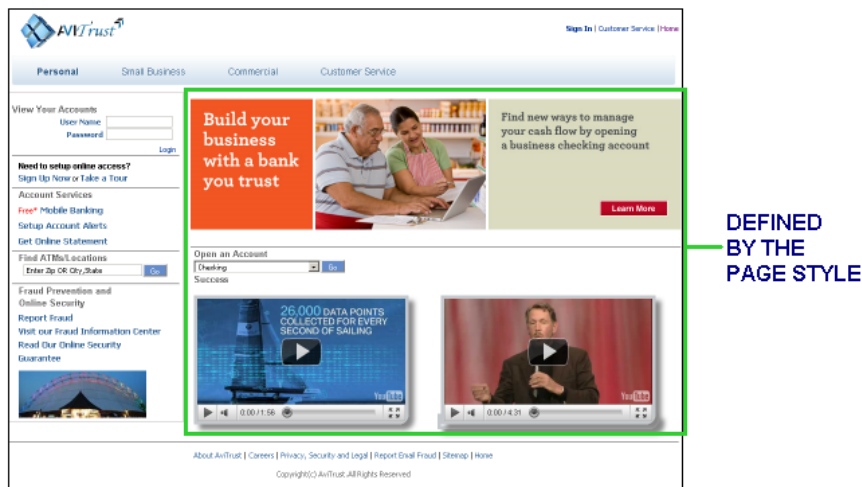 AVITrust
Sign In | Customer Service | Home
Personal Small Business Commercial Customer Service
View Your Accounts
User Name
Password
Login
Need to setup online access?
Sign Up Now or Take a Tour
Account Services
Free* Mobile Banking
Setup Account Alerts
Get Online Statement
Find ATMs/Locations
Enter Zip OR City,State Go
Fraud Prevention and
Online Security
Report Fraud
Visit our Fraud Information Center
Read Our Online Security
Guarantee
Build your
business
with a bank
you trust
Find new ways to manage
your cash flow by opening
a business checking account
Learn More
Open an Account
Checking Go
Success
26,000 DATA POINTS
COLLECTED FOR EVERY
SECOND OF SAILING
YouTube
0:00 / 1:56
YouTube
0:00 / 4:31
DEFINED
BY THE
PAGE STYLE
About AviTrust | Careers | Privacy, Security and Legal | Report Email Fraud | Sitemap | Home
Copyright(c) AviTrust.All Rights Reserved